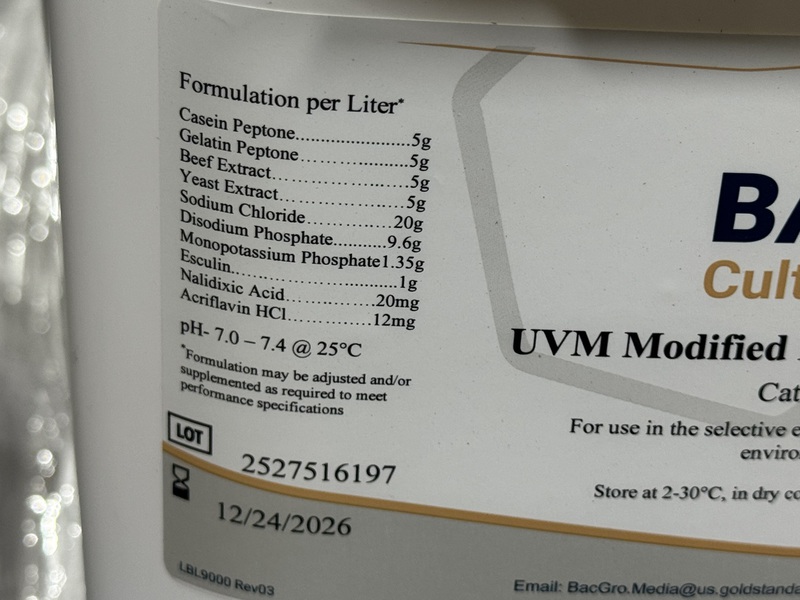 Formulation per Liter*
Casein Peptone.......................5g
Gelatin Peptone......................5g
Beef Extract..........................5g
Yeast Extract.........................5g
Sodium Chloride..................20g
Disodium Phosphate..........9.6g
Monopotassium Phosphate1.35g
Esculin..................................1g
Nalidixic Acid..................20mg
Acriflavin HCl.................12mg
pH- 7.0 – 7.4 @ 25°C
*Formulation may be adjusted and/or
supplemented as required to meet
performance specifications
LOT
2527516197
12/24/2026
LBL9000 Rev03
BA
Cult
UVM Modified
Cat
For use in the selective e
enviro
Store at 2-30°C, in dry co
Email: BacGro.Media@us.goldstanda